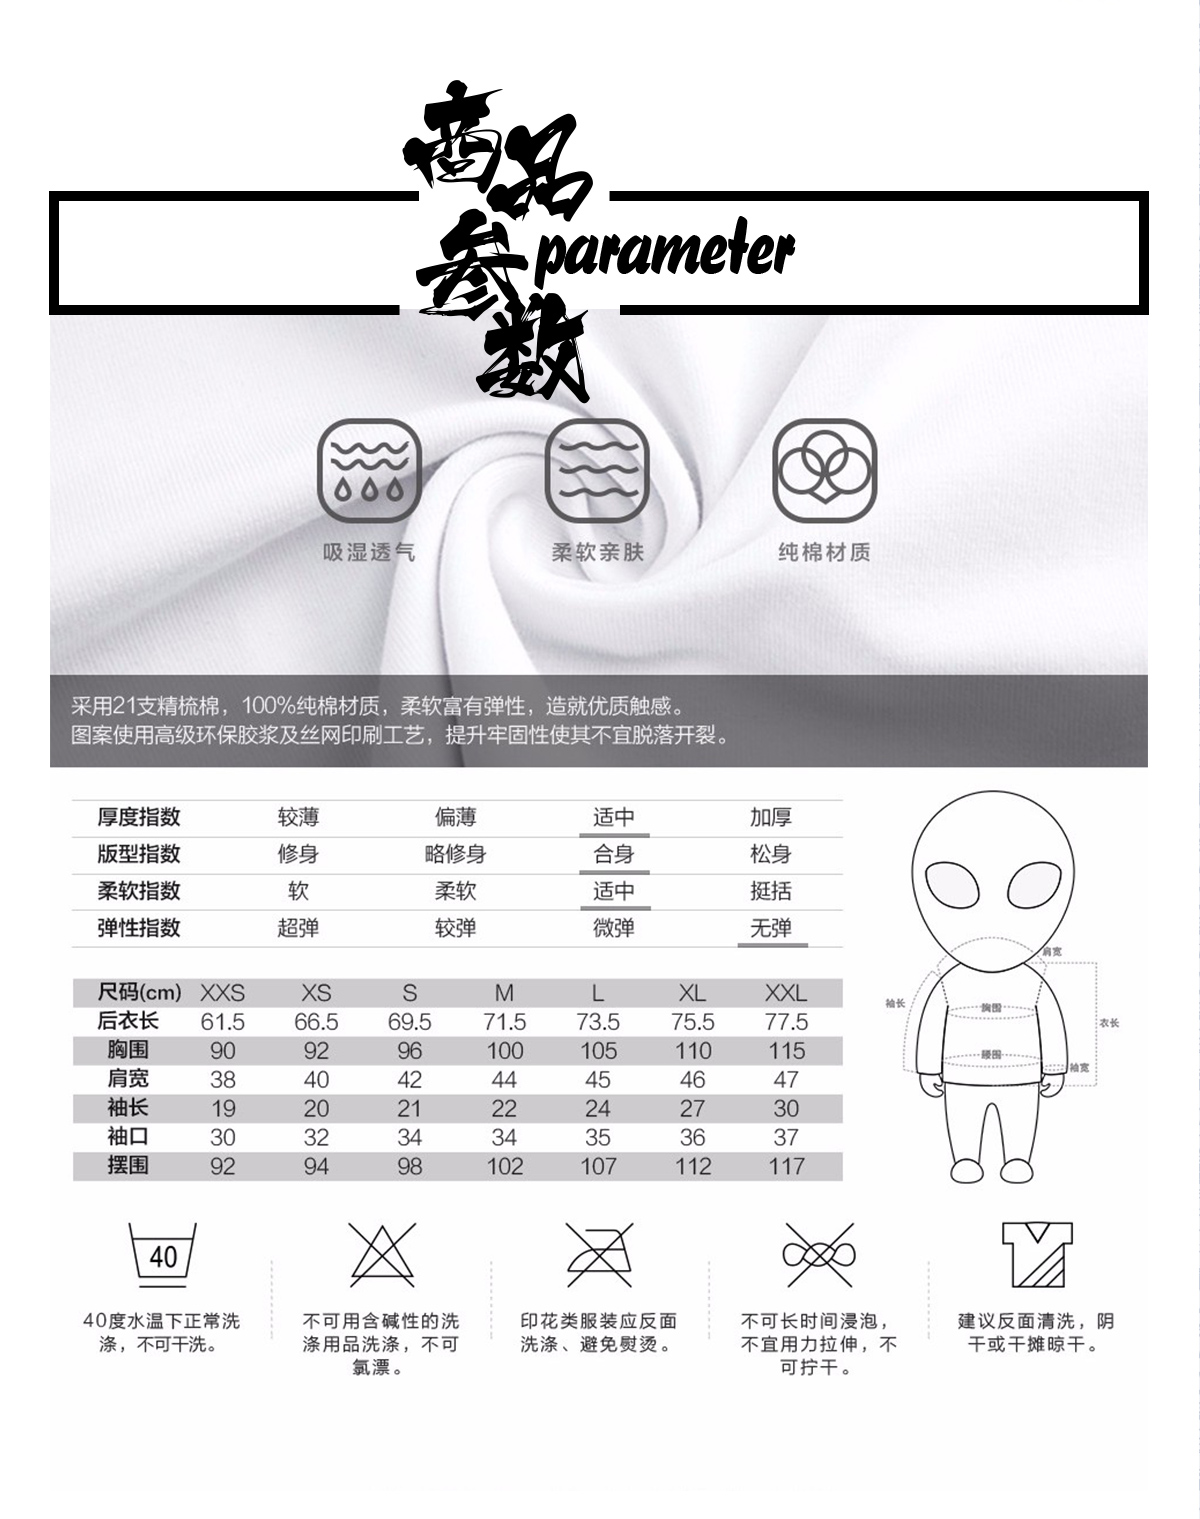 商品
参数
parameter
吸湿透气
柔软亲肤
纯棉材质
采用21支精梳棉，100%纯棉材质，柔软富有弹性，造就优质触感。
图案使用高级环保胶浆及丝网印刷工艺，提升牢固性使其不宜脱落开裂。
厚度指数 较薄 偏薄 适中 加厚
版型指数 修身 略修身 合身 松身
柔软指数 软 柔软 适中 挺括
弹性指数 超弹 较弹 微弹 无弹
肩宽
袖长
胸围
衣长
腰围
袖宽
尺码(cm) XXS XS S M L XL XXL
后衣长 61.5 66.5 69.5 71.5 73.5 75.5 77.5
胸围 90 92 96 100 105 110 115
肩宽 38 40 42 44 45 46 47
袖长 19 20 21 22 24 27 30
袖口 30 32 34 34 35 36 37
摆围 92 94 98 102 107 112 117
40
40度水温下正常洗
涤，不可干洗。
不可用含碱性的洗
涤用品洗涤，不可
氯漂。
印花类服装应反面
洗涤、避免熨烫。
不可长时间浸泡，
不宜用力拉伸，不
可拧干。
建议反面清洗，阴
干或干摊晾干。